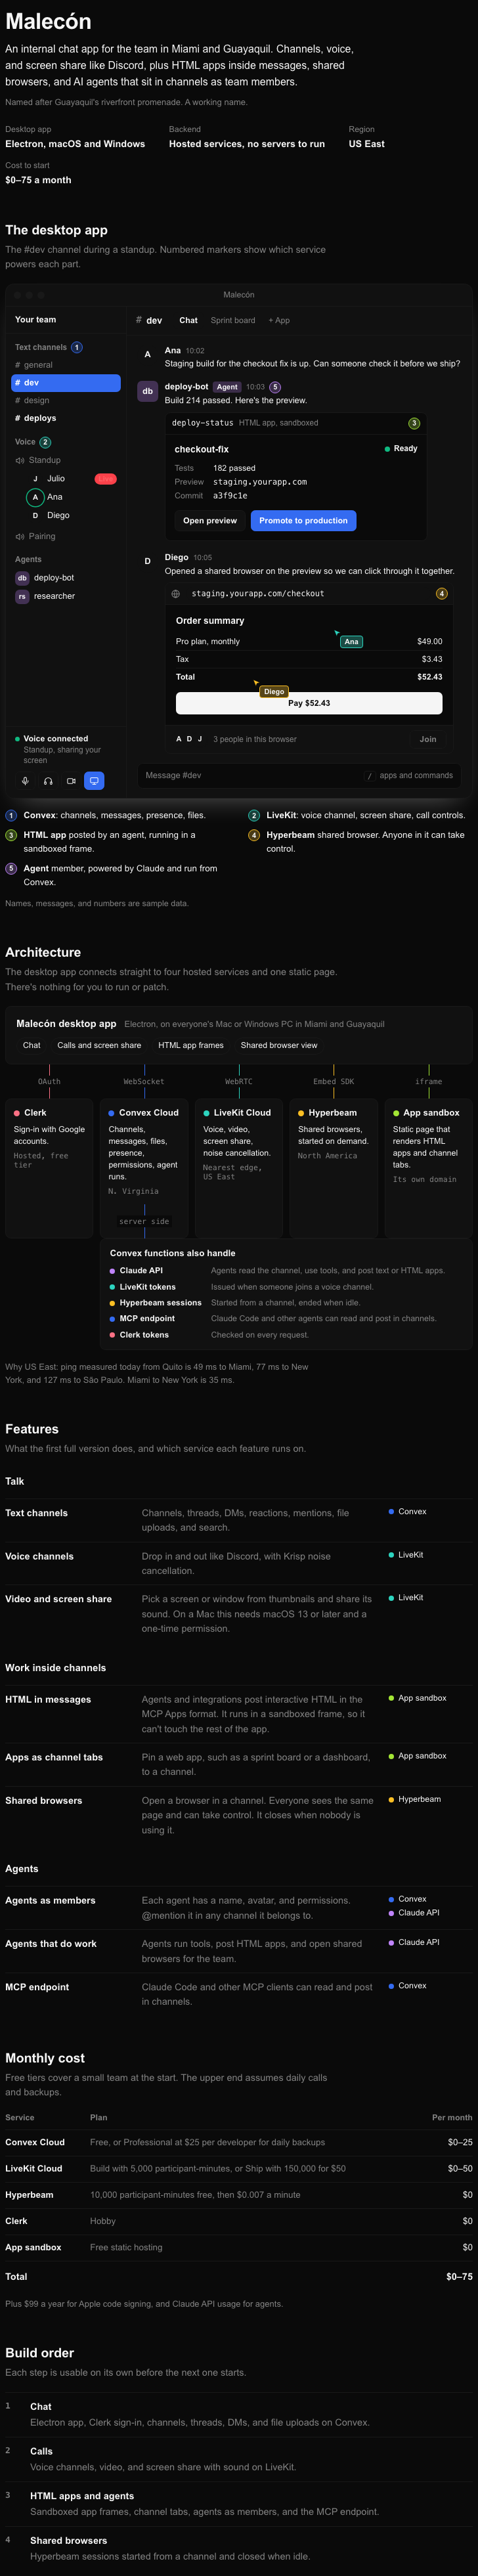 Malecón
An internal chat app for the team in Miami and Guayaquil. Channels, voice,
and screen share like Discord, plus HTML apps inside messages, shared
browsers, and AI agents that sit in channels as team members.
Named after Guayaquil's riverfront promenade. A working name.
Desktop app
Electron, macOS and Windows
Backend
Hosted services, no servers to run
Region
US East
Cost to start
$0–75 a month
The desktop app
The #dev channel during a standup. Numbered markers show which service
powers each part.
Malecón
Your team
Text channels 1
# general
# dev
# design
# deploys
Voice 2
Standup
J Julio
A Ana
D Diego
Pairing
Agents
db deploy-bot
rs researcher
Voice connected
Standup, sharing your
screen
# dev Chat Sprint board + App
A Ana 10:02
Staging build for the checkout fix is up. Can someone check it before we ship?
db deploy-bot Agent 10:03 5
Build 214 passed. Here's the preview.
deploy-status HTML app, sandboxed 3
checkout-fix Ready
Tests 182 passed
Preview staging.yourapp.com
Commit a3f9c1e
Open preview Promote to production
D Diego 10:05
Opened a shared browser on the preview so we can click through it together.
staging.yourapp.com/checkout 4
Order summary
Pro plan, monthly $49.00
Ana
Tax $3.43
Total $52.43
Diego
Pay $52.43
A D J 3 people in this browser Join
Message #dev / apps and commands
1 Convex: channels, messages, presence, files.
2 LiveKit: voice channel, screen share, call controls.
3 HTML app posted by an agent, running in a
sandboxed frame.
4 Hyperbeam shared browser. Anyone in it can take
control.
5 Agent member, powered by Claude and run from
Convex.
Names, messages, and numbers are sample data.
Architecture
The desktop app connects straight to four hosted services and one static page.
There's nothing for you to run or patch.
Malecón desktop app Electron, on everyone's Mac or Windows PC in Miami and Guayaquil
Chat Calls and screen share HTML app frames Shared browser view
OAuth WebSocket WebRTC Embed SDK iframe
Clerk
Sign-in with Google
accounts.
Hosted, free
tier
Convex Cloud
Channels,
messages, files,
presence,
permissions, agent
runs.
N. Virginia
server side
LiveKit Cloud
Voice, video,
screen share,
noise cancellation.
Nearest edge,
US East
Hyperbeam
Shared browsers,
started on demand.
North America
App sandbox
Static page that
renders HTML
apps and channel
tabs.
Its own domain
Convex functions also handle
Claude API Agents read the channel, use tools, and post text or HTML apps.
LiveKit tokens Issued when someone joins a voice channel.
Hyperbeam sessions Started from a channel, ended when idle.
MCP endpoint Claude Code and other agents can read and post in channels.
Clerk tokens Checked on every request.
Why US East: ping measured today from Quito is 49 ms to Miami, 77 ms to New
York, and 127 ms to São Paulo. Miami to New York is 35 ms.
Features
What the first full version does, and which service each feature runs on.
Talk
Text channels Channels, threads, DMs, reactions, mentions, file Convex
uploads, and search.
Voice channels Drop in and out like Discord, with Krisp noise LiveKit
cancellation.
Video and screen share Pick a screen or window from thumbnails and share its LiveKit
sound. On a Mac this needs macOS 13 or later and a
one-time permission.
Work inside channels
HTML in messages Agents and integrations post interactive HTML in the App sandbox
MCP Apps format. It runs in a sandboxed frame, so it
can't touch the rest of the app.
Apps as channel tabs Pin a web app, such as a sprint board or a dashboard, App sandbox
to a channel.
Shared browsers Open a browser in a channel. Everyone sees the same Hyperbeam
page and can take control. It closes when nobody is
using it.
Agents
Agents as members Each agent has a name, avatar, and permissions. Convex
@mention it in any channel it belongs to. Claude API
Agents that do work Agents run tools, post HTML apps, and open shared Claude API
browsers for the team.
MCP endpoint Claude Code and other MCP clients can read and post Convex
in channels.
Monthly cost
Free tiers cover a small team at the start. The upper end assumes daily calls
and backups.
Service Plan Per month
Convex Cloud Free, or Professional at $25 per developer for daily backups $0–25
LiveKit Cloud Build with 5,000 participant-minutes, or Ship with 150,000 for $50 $0–50
Hyperbeam 10,000 participant-minutes free, then $0.007 a minute $0
Clerk Hobby $0
App sandbox Free static hosting $0
Total $0–75
Plus $99 a year for Apple code signing, and Claude API usage for agents.
Build order
Each step is usable on its own before the next one starts.
1 Chat
Electron app, Clerk sign-in, channels, threads, DMs, and file uploads on Convex.
2 Calls
Voice channels, video, and screen share with sound on LiveKit.
3 HTML apps and agents
Sandboxed app frames, channel tabs, agents as members, and the MCP endpoint.
4 Shared browsers
Hyperbeam sessions started from a channel and closed when idle.